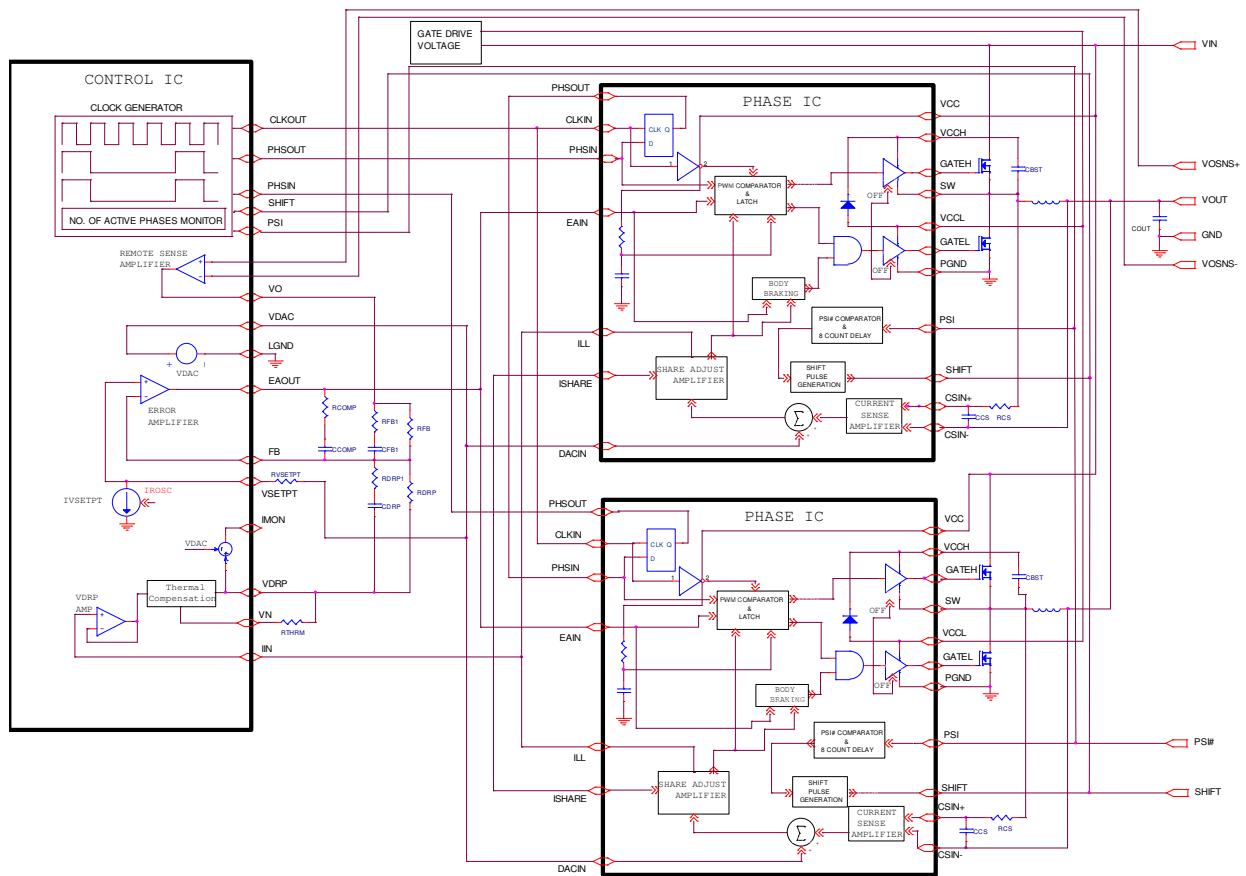 GATE DRIVE
VOLTAGE
VIN
CONTROL IC
CLOCK GENERATOR
NO. OF ACTIVE PHASES MONITOR
CLKOUT
PHSOUT
PHSIN
SHIFT
PSI
REMOTE SENSE
AMPLIFIER
+
-
VO
VDAC
LGND
+
VDAC
-
EAOUT
+
-
ERROR
AMPLIFIER
RCOMP
CCOMP
RFB1
CFB1
RFB
FB
RVSETPT
VSETPT
RDRP1
CDRP
RDRP
IVSETPT
IROSC
IMON
VDAC
VDRP
Thermal
Compensation
VDRP
AMP
+
-
VN
RTHRM
IIN
PHASE IC
PHSOUT
CLKIN
PHSIN
CLK Q
D
1
2
PWM COMPARATOR
&
LATCH
EAIN
BODY
BRAKING
OFF
OFF
VCC
VCCH
GATEH
SW
VCCL
GATEL
PGND
CBST
VOSNS+
VOUT
COUT
GND
VOSNS-
PSI# COMPARATOR
&
8 COUNT DELAY
PSI
ILL
SHARE ADJUST
AMPLIFIER
ISHARE
SHIFT
PULSE
GENERATION
SHIFT
CURRENT
SENSE
AMPLIFIER
CSIN+
CCS
RCS
CSIN-
Σ
+
+
DACIN
PHASE IC
PHSOUT
CLKIN
PHSIN
CLK Q
D
1
2
PWM COMPARATOR
&
LATCH
EAIN
BODY
BRAKING
OFF
OFF
VCC
VCCH
GATEH
SW
VCCL
GATEL
PGND
CBST
PSI# COMPARATOR
&
8 COUNT DELAY
PSI
PSI#
ILL
SHARE ADJUST
AMPLIFIER
ISHARE
SHIFT
PULSE
GENERATION
SHIFT
SHIFT
CURRENT
SENSE
AMPLIFIER
CSIN+
CCS
RCS
CSIN-
Σ
+
+
DACIN